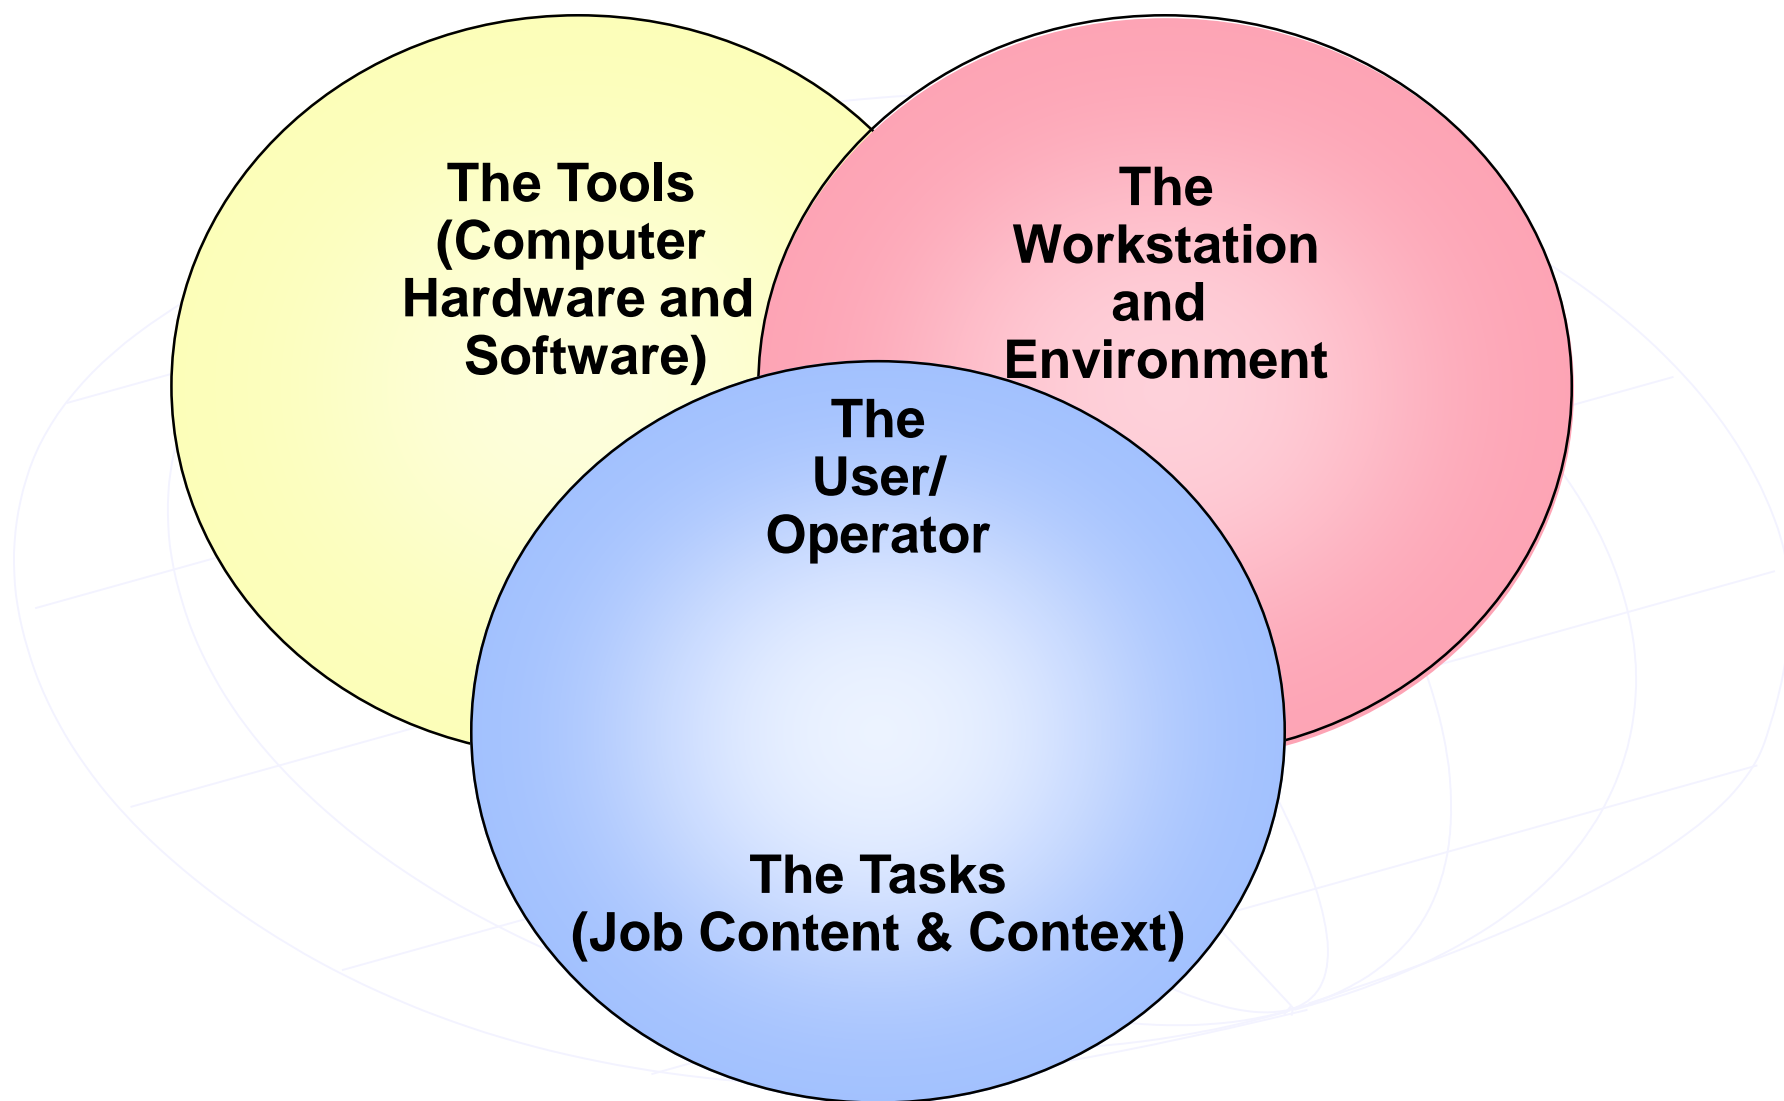 The Tools
(Computer
Hardware and
Software)
The
Workstation
and
Environment
The
User/
Operator
The Tasks
(Job Content & Context)